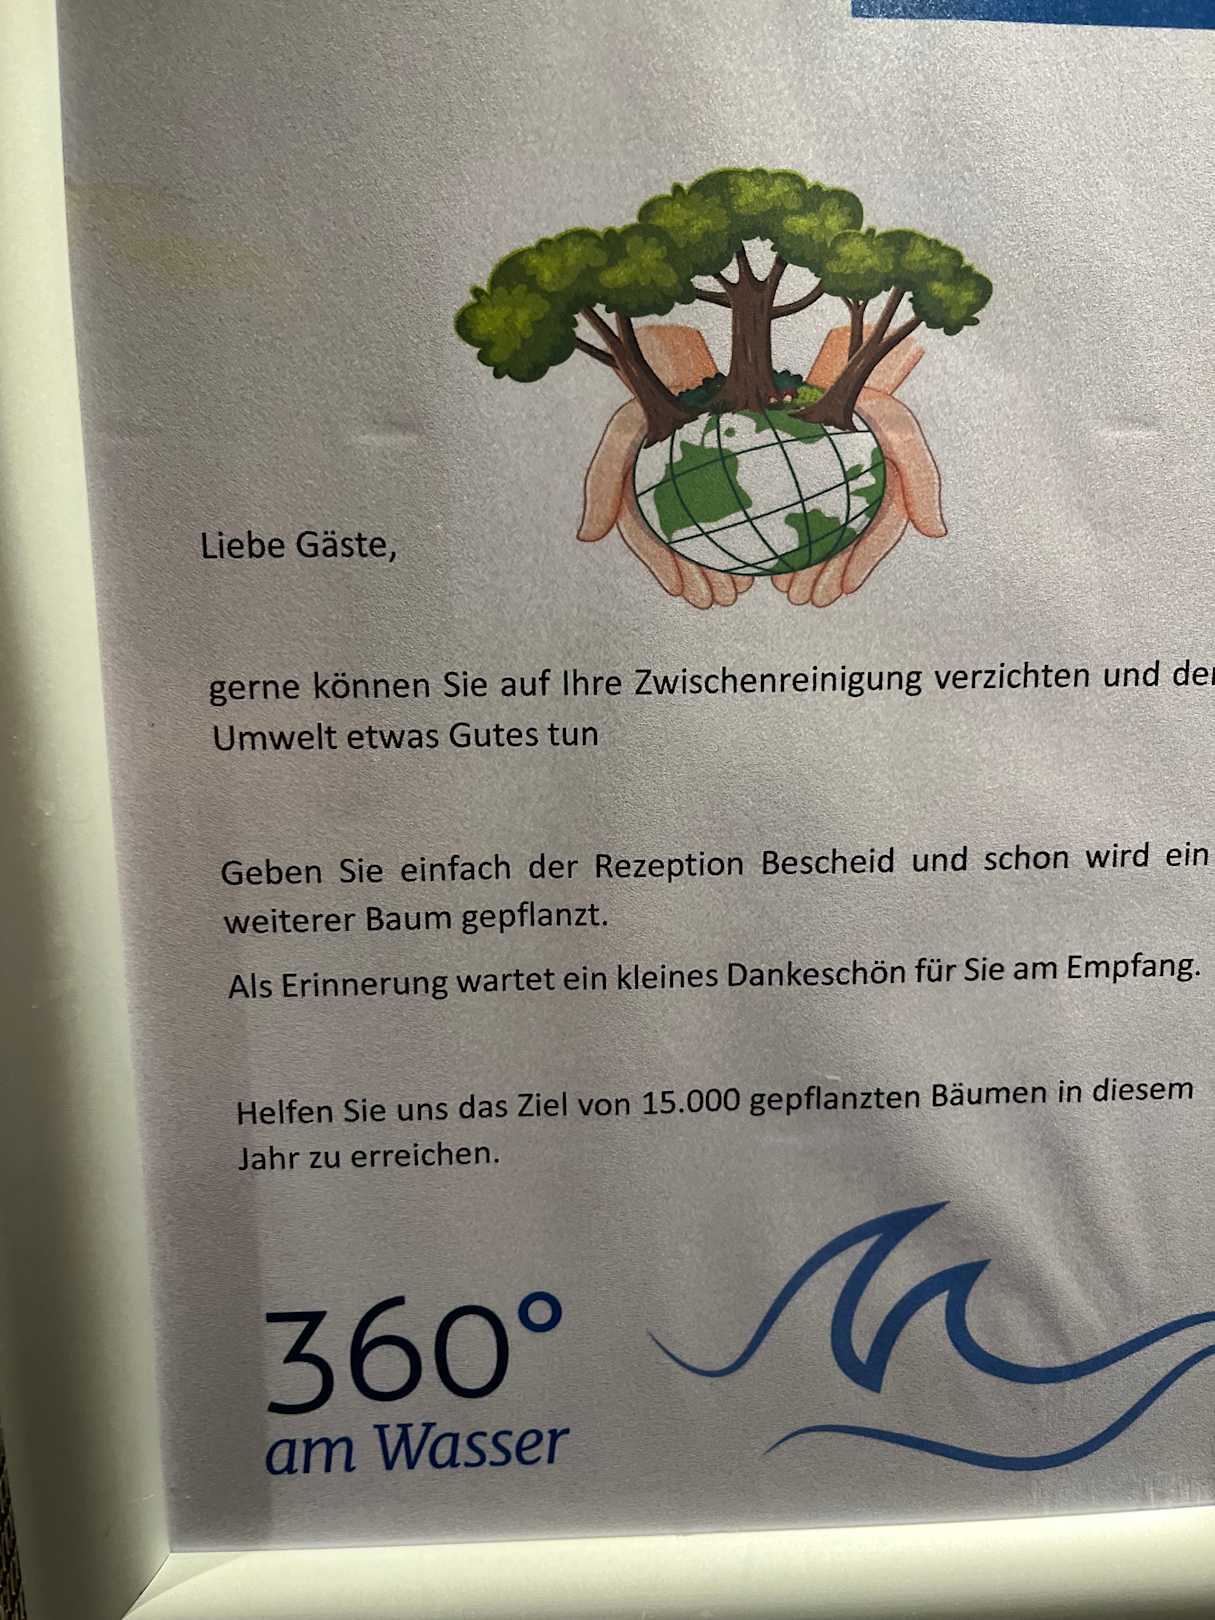 Liebe Gäste,
gerne können Sie auf Ihre Zwischenreinigung verzichten und der
Umwelt etwas Gutes tun
Geben Sie einfach der Rezeption Bescheid und schon wird ein
weiterer Baum gepflanzt.
Als Erinnerung wartet ein kleines Dankeschön für Sie am Empfang.
Helfen Sie uns das Ziel von 15.000 gepflanzten Bäumen in diesem
Jahr zu erreichen.
360°
am Wasser